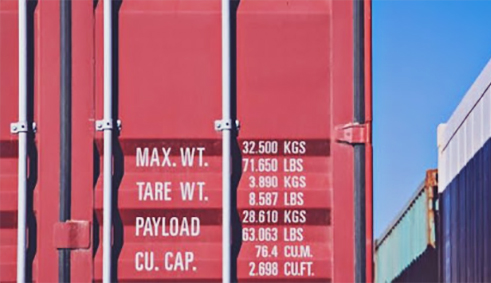 MAX. WT. 32.500 KGS
71.650 LBS
TARE WT. 3.890 KGS
8.587 LBS
PAYLOAD 28.610 KGS
63.063 LBS
CU. CAP. 76.4 CU.M.
2.698 CU.FT.